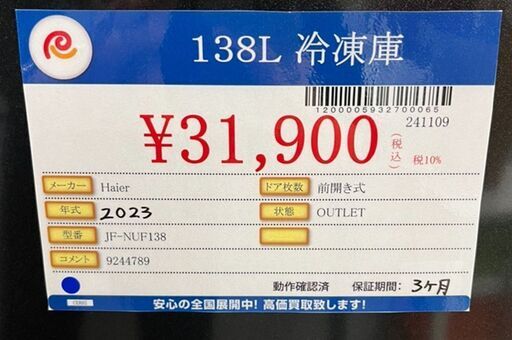 138L 冷凍庫
1200005932700065
241109
¥31,900 (税込) 税10%
メーカー Haier ドア枚数 前開き式
年式 2023 状態 OUTLET
型番 JF-NUF138
コメント 9244789
動作確認済 保証期間: 3ヶ月
安心の全国展開中! 高価買取致します!